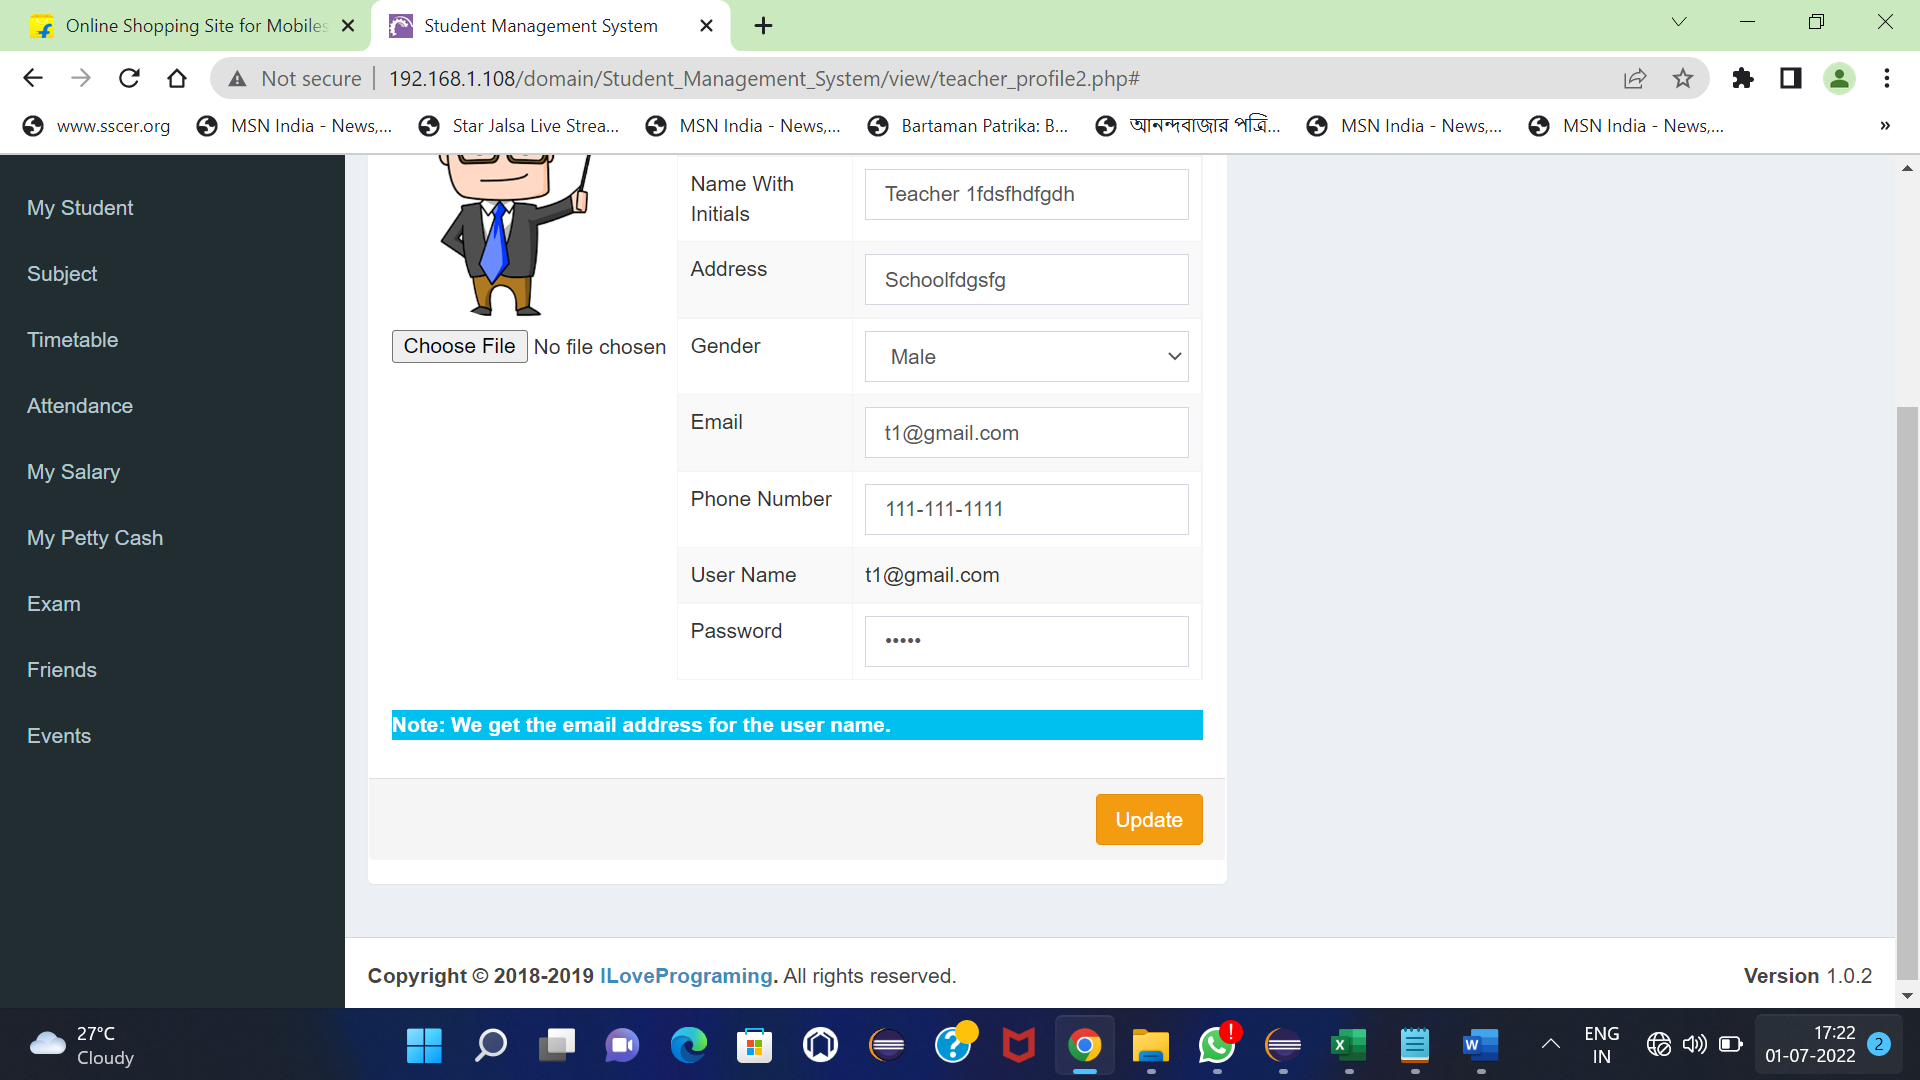 Online Shopping Site for Mobiles
Student Management System
Not secure
192.168.1.108/domain/Student_Management_System/view/teacher_profile2.php#
www.sscer.org
MSN India - News,...
Star Jalsa Live Strea...
MSN India - News,...
Bartaman Patrika: B...
আনন্দবাজার পত্রি...
MSN India - News,...
MSN India - News,...
»
My Student
Subject
Timetable
Attendance
My Salary
My Petty Cash
Exam
Friends
Events
Choose File No file chosen
Name With
Initials
Teacher 1fdsfhdfgdh
Address
Schoolfdgsfg
Gender
Male
Email
t1@gmail.com
Phone Number
111-111-1111
User Name
t1@gmail.com
Password
•••••
Note: We get the email address for the user name.
Update
Copyright © 2018-2019 ILovePrograming. All rights reserved.
Version 1.0.2
27°C
Cloudy
ENG
IN
17:22
01-07-2022
2